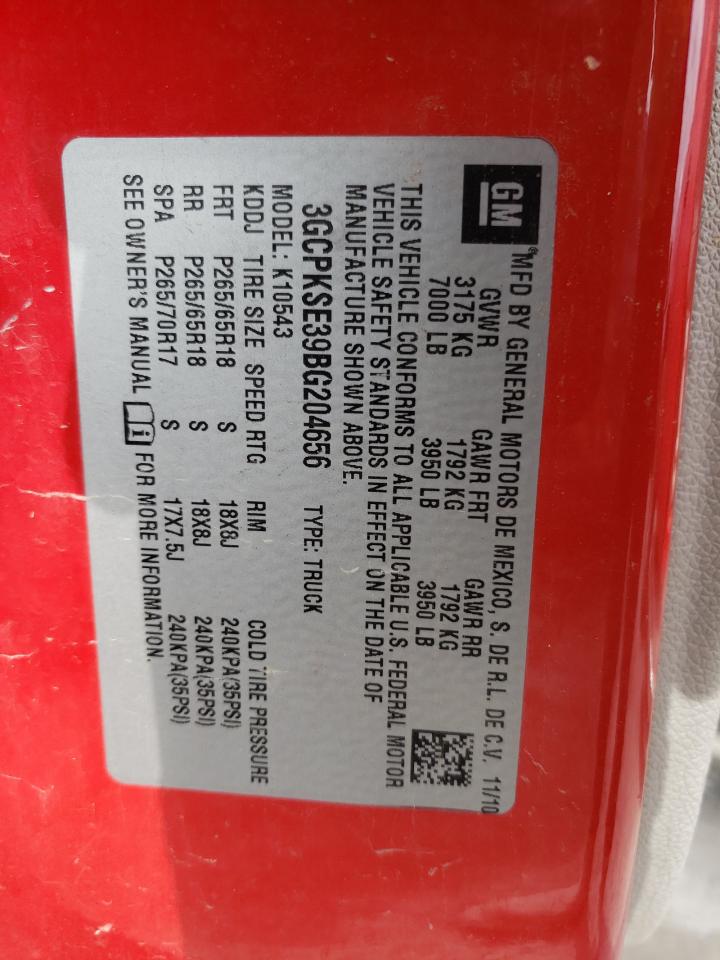 GM
®MFD BY GENERAL MOTORS DE MEXICO, S. DE R.L. DE C.V. 11/10
GVWR GAWR FRT GAWR RR
3175 KG 1792 KG 1792 KG
7000 LB 3950 LB 3950 LB
THIS VEHICLE CONFORMS TO ALL APPLICABLE U.S. FEDERAL MOTOR
VEHICLE SAFETY STANDARDS IN EFFECT ON THE DATE OF
MANUFACTURE SHOWN ABOVE.
3GCPKSE39BG204656 TYPE: TRUCK
MODEL: K10543
KDDJ TIRE SIZE SPEED RTG RIM COLD TIRE PRESSURE
FRT P265/65R18 S 18X8J 240KPA(35PSI)
RR P265/65R18 S 18X8J 240KPA(35PSI)
SPA P265/70R17 S 17X7.5J 240KPA(35PSI)
SEE OWNER'S MANUAL i FOR MORE INFORMATION.